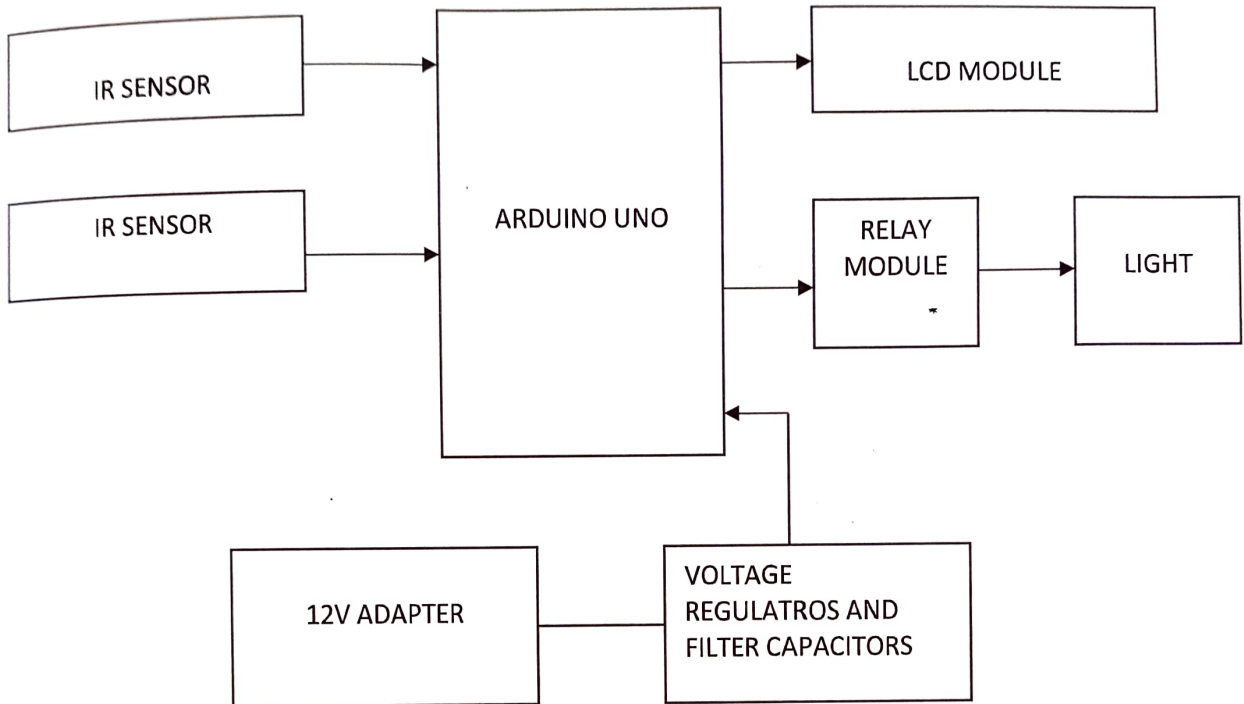 IR SENSOR
LCD MODULE
IR SENSOR
ARDUINO UNO
RELAY
MODULE
LIGHT
12V ADAPTER
VOLTAGE
REGULATROS AND
FILTER CAPACITORS